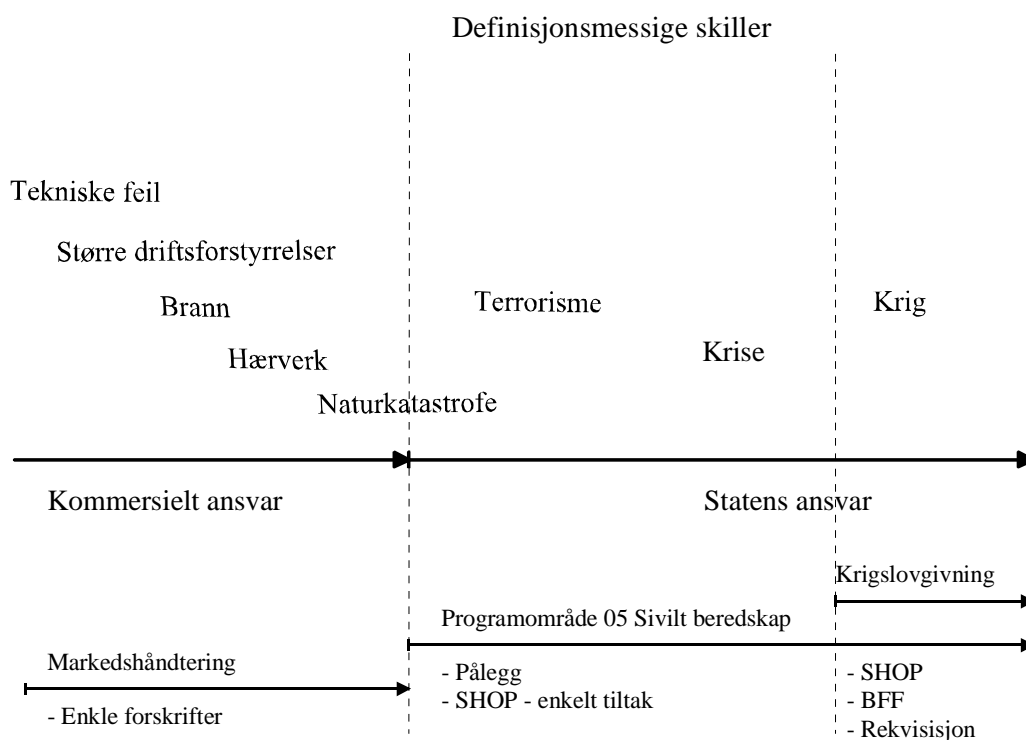 Definisjonsmessige skiller
Tekniske feil
Større driftsforstyrrelser
Brann
Terrorisme
Krig
Hærverk
Krise
Naturkatastrofe
Kommersielt ansvar
Statens ansvar
Krigslovgivning
Programområde 05 Sivilt beredskap
Markedshåndtering
- Pålegg
- SHOP
- SHOP - enkelt tiltak
- BFF
- Enkle forskrifter
- Rekvisisjon